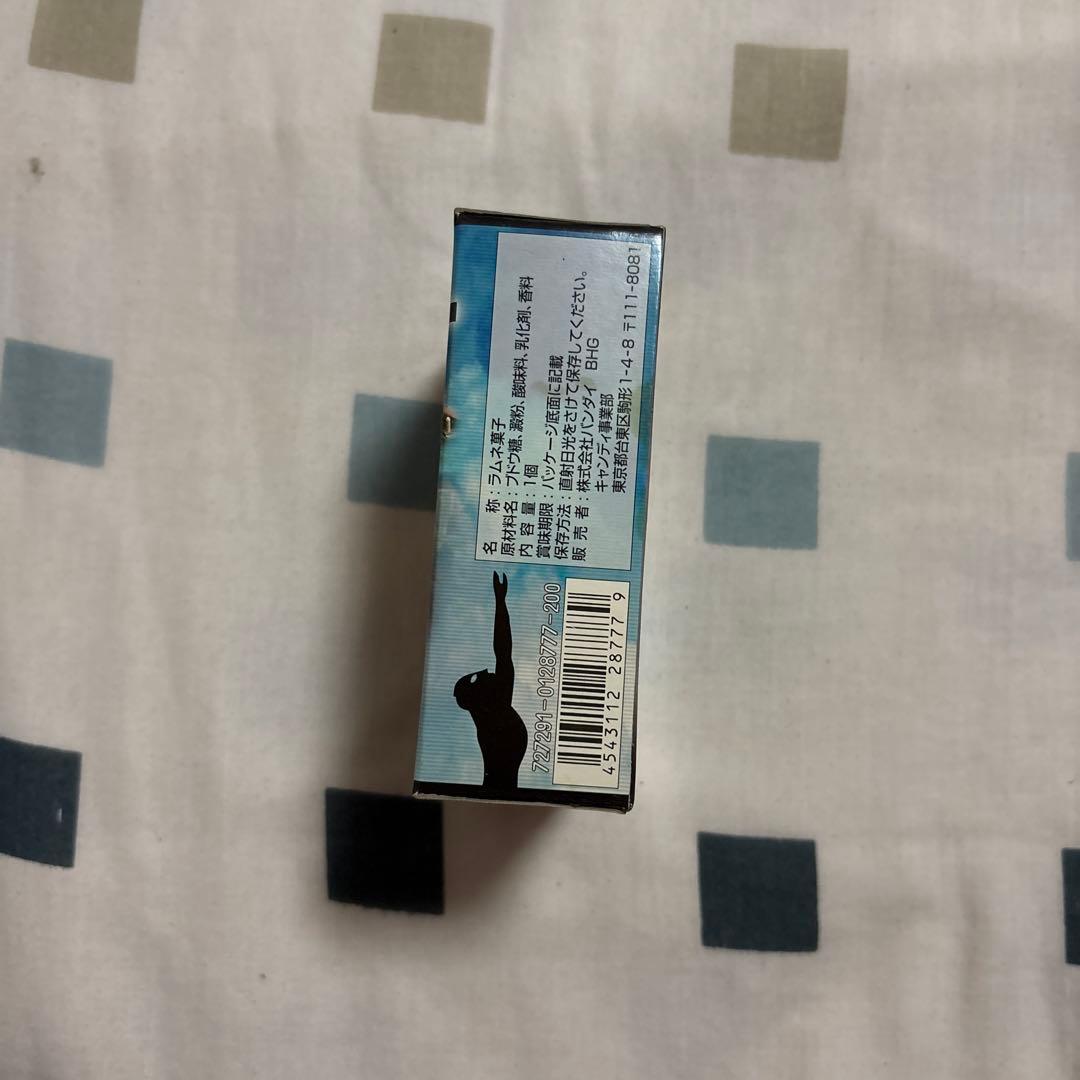 名　　称：ラムネ菓子
原材料名：ブドウ糖、澱粉、酸味料、乳化剤、香料
内 容 量：1個
賞味期限：パッケージ底面に記載
保存方法：直射日光をさけて保存してください。
販 売 者：株式会社バンダイ　BHG
キャンディ事業部
東京都台東区駒形1-4-8 〒111-8081
727291-0128777-200
4543112 287779